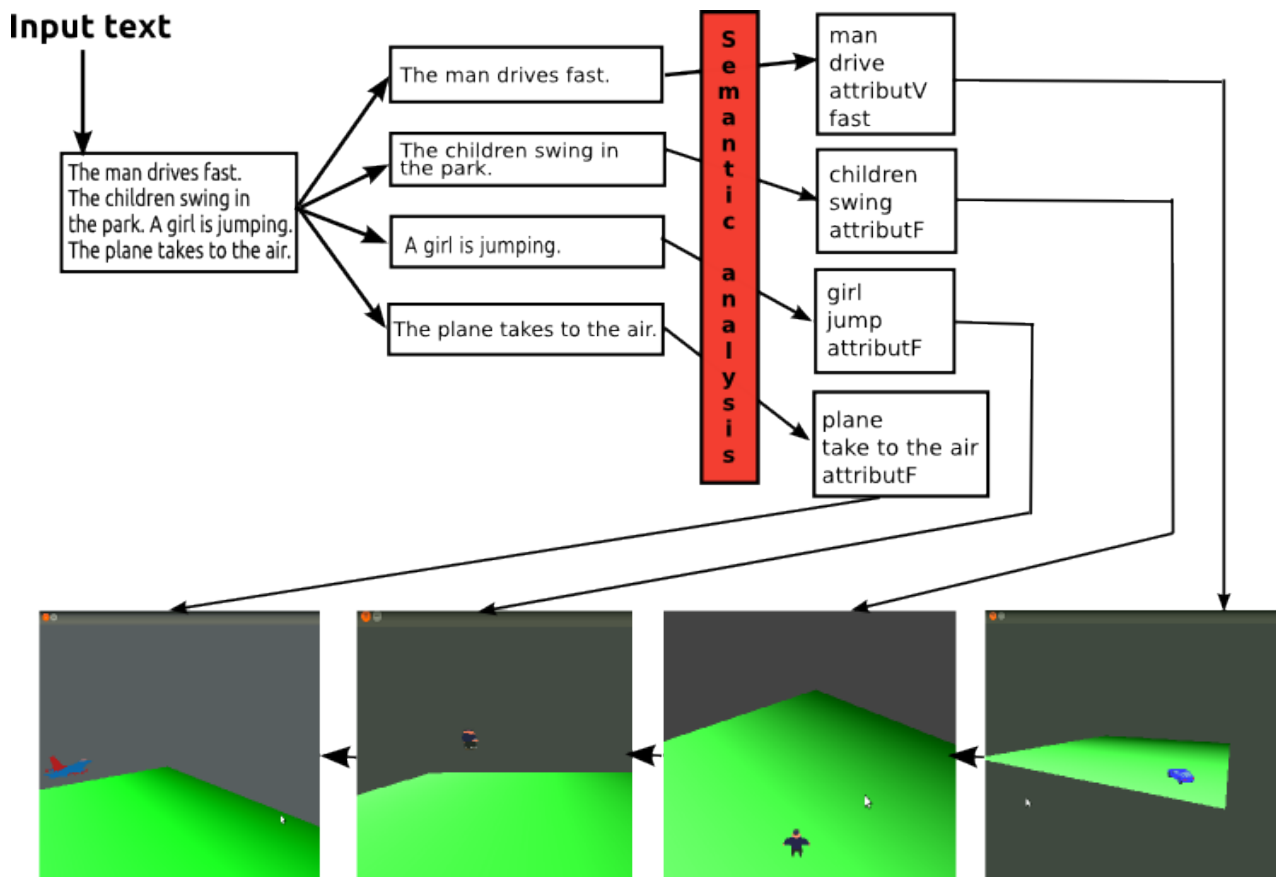 Input text
The man drives fast.
The children swing in
the park. A girl is jumping.
The plane takes to the air.
The man drives fast.
The children swing in
the park.
A girl is jumping.
The plane takes to the air.
Semantic analysis
man
drive
attributV
fast
children
swing
attributF
girl
jump
attributF
plane
take to the air
attributF